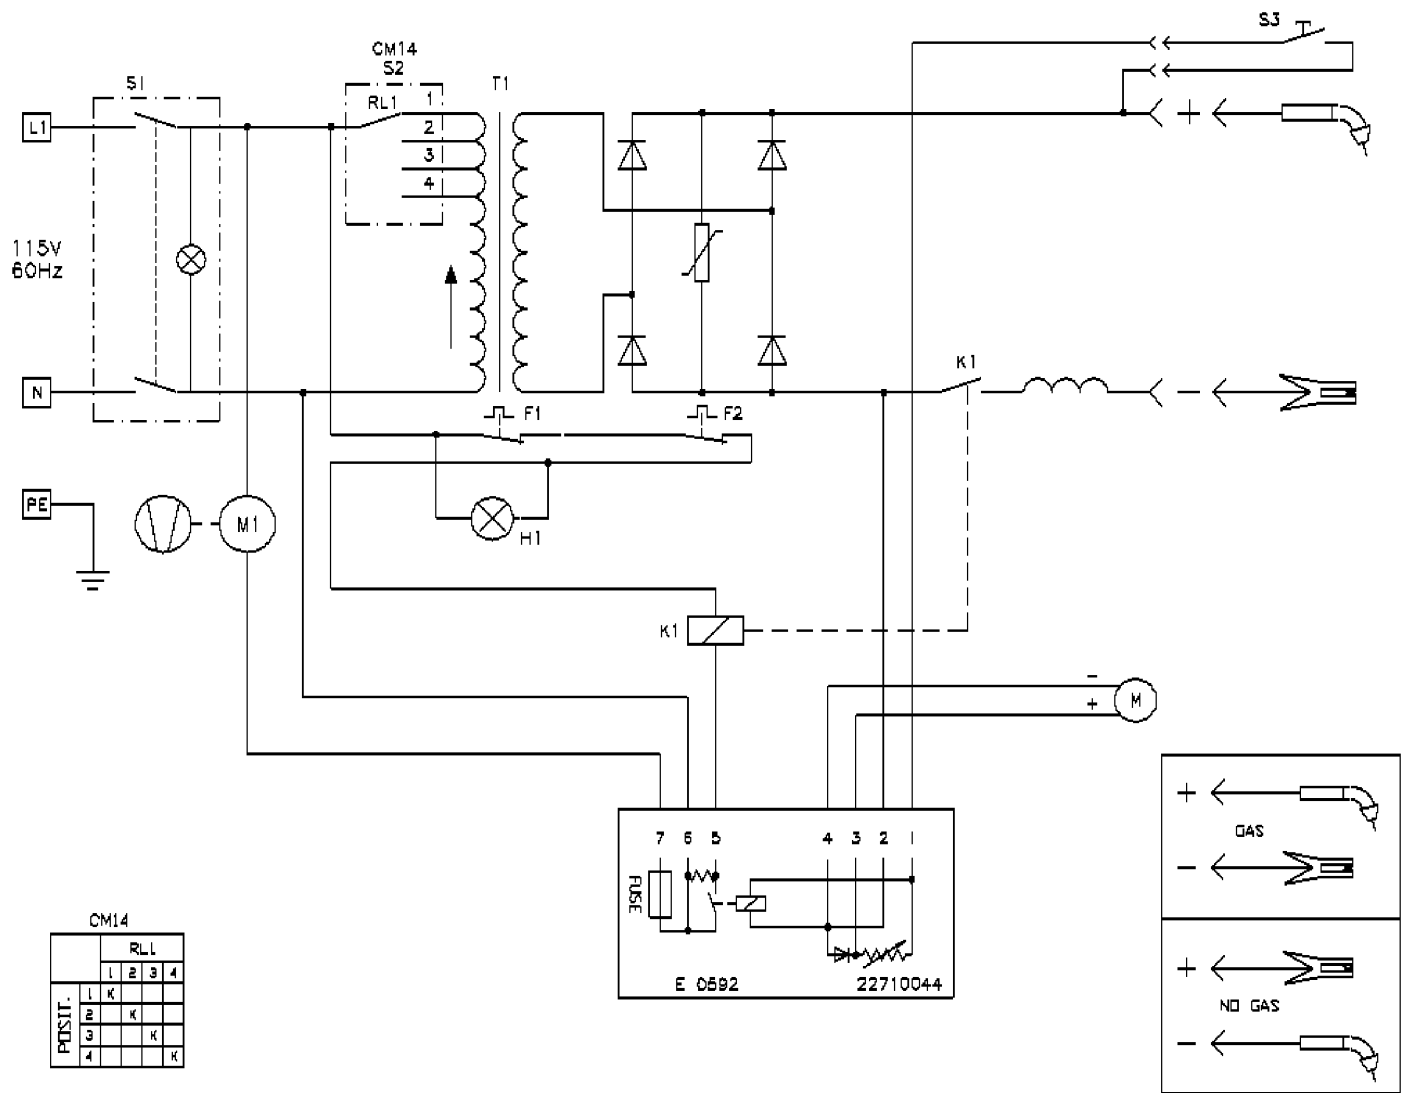 S3
CM14
S2
S1
RL1
1
T1
L1
2
+
3
4
115V
60Hz
K1
N
-
F1
F2
PE
M1
H1
K1
-
M
+
+
GAS
7 6 5 4 3 2 1
-
FUSE
CM14
RL1
+
1 2 3 4
E 0592
22710044
POSIT.
1 K
2 K
NO GAS
3 K
-
4 K